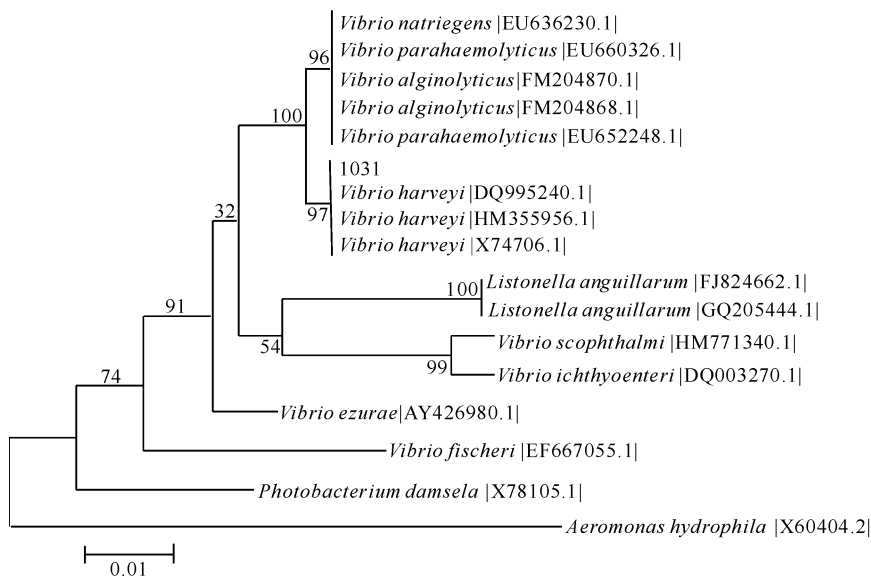 Vibrio natriegens |EU636230.1|
96
Vibrio parahaemolyticus |EU660326.1|
Vibrio alginolyticus|FM204870.1|
Vibrio alginolyticus|FM204868.1|
100
Vibrio parahaemolyticus |EU652248.1|
1031
Vibrio harveyi |DQ995240.1|
97
Vibrio harveyi |HM355956.1|
32
Vibrio harveyi |X74706.1|
Listonella anguillarum |FJ824662.1|
100
Listonella anguillarum |GQ205444.1|
91
54
Vibrio scophthalmi |HM771340.1|
99
Vibrio ichthyoenteri |DQ003270.1|
74
Vibrio ezurae|AY426980.1|
Vibrio fischeri |EF667055.1|
Photobacterium damsela |X78105.1|
Aeromonas hydrophila |X60404.2|
0.01